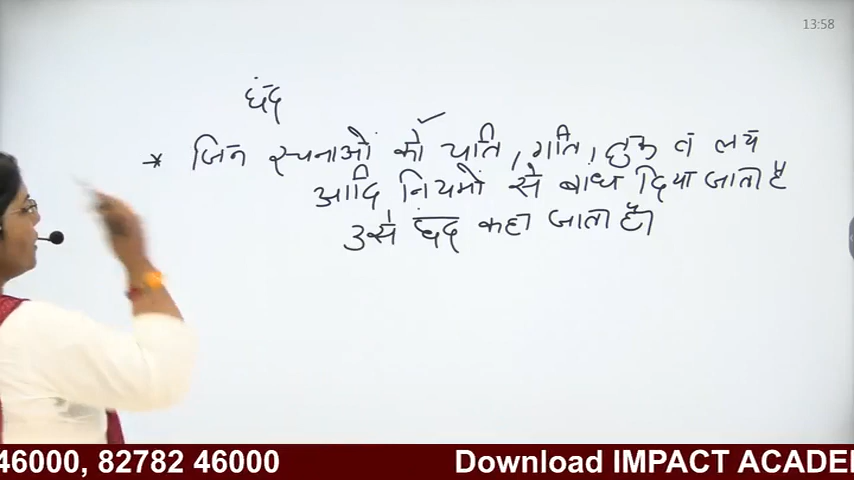 13:58
छंद
* जिन रचनाओं को यति, गति, तुक व लय
आदि नियमों से बांध दिया जाता है
उसे छंद कहा जाता है।
46000, 82782 46000 Download IMPACT ACADE